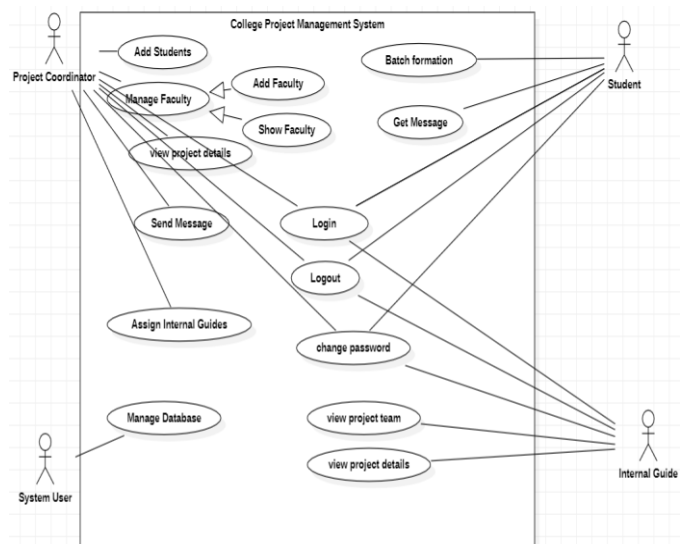 College Project Management System
Project Coordinator
Add Students
Manage Faculty
Add Faculty
Show Faculty
view project details
Send Message
Assign Internal Guides
Manage Database
System User
Batch formation
Get Message
Student
Login
Logout
change password
view project team
view project details
Internal Guide